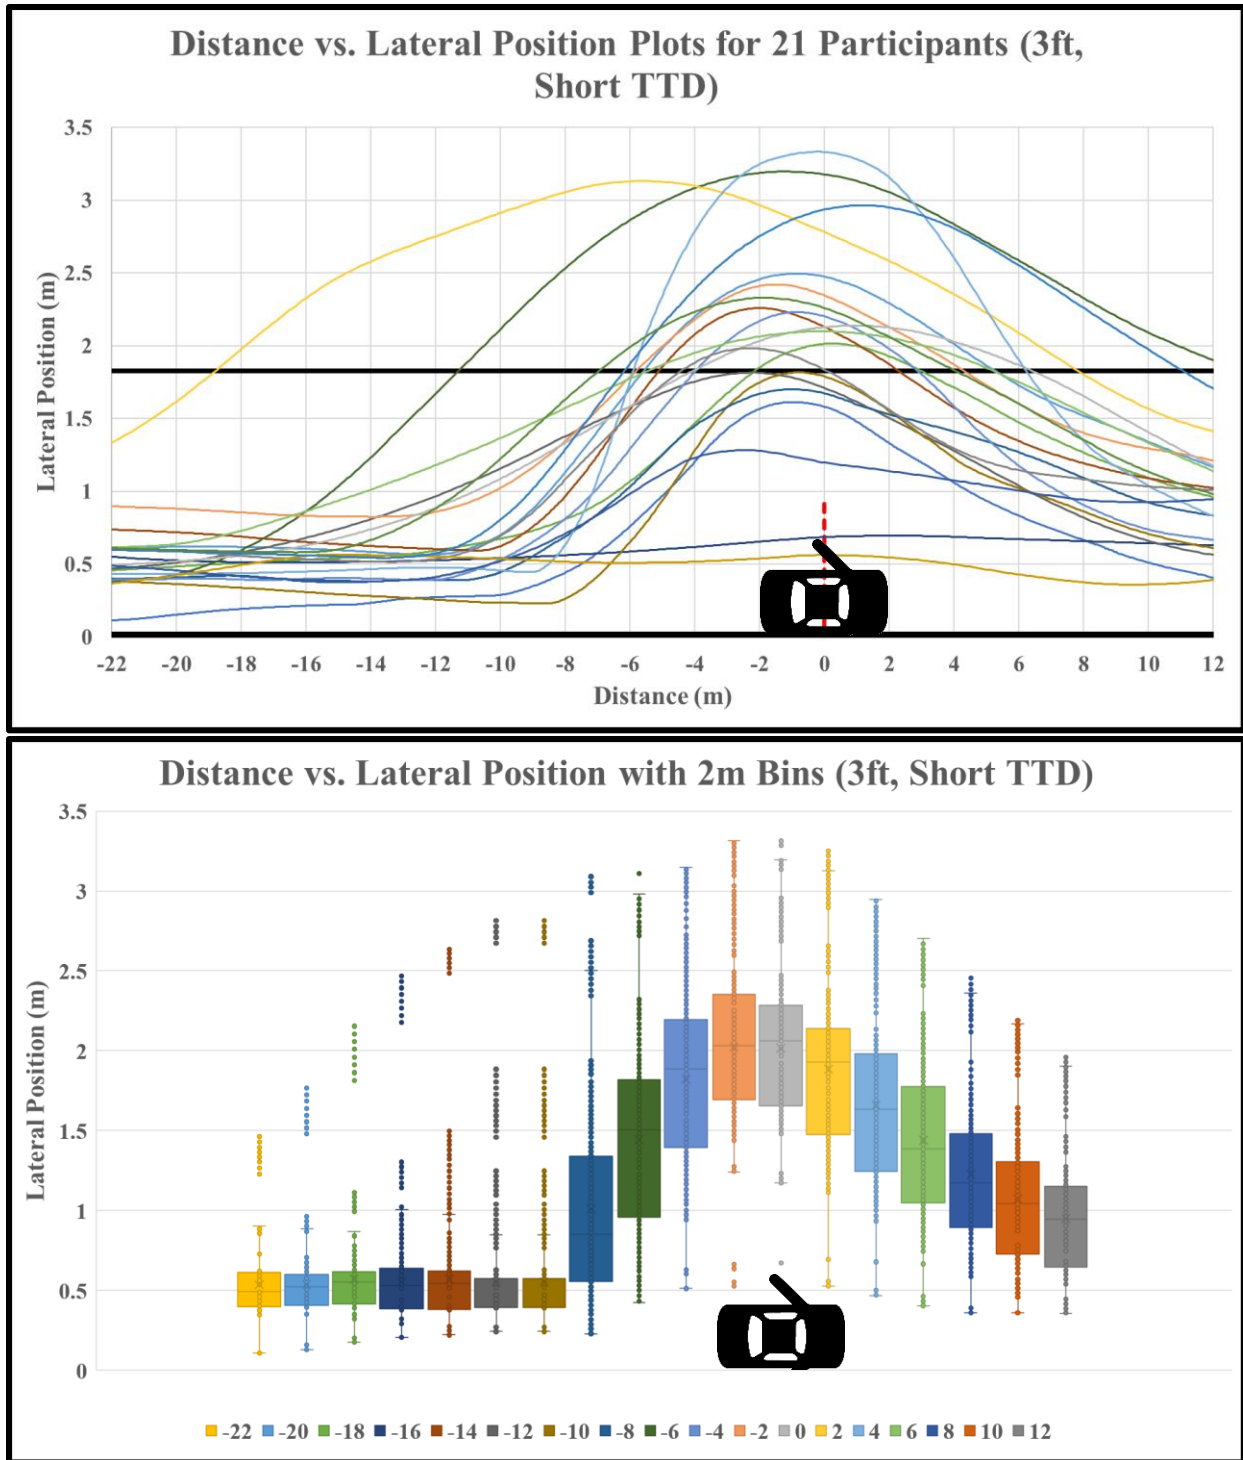 Distance vs. Lateral Position Plots for 21 Participants (3ft,
Short TTD)
3.5
3
2.5
2
1.5
1
0.5
0
Lateral Position (m)
-22 -20 -18 -16 -14 -12 -10 -8 -6 -4 -2 0 2 4 6 8 10 12
Distance (m)
Distance vs. Lateral Position with 2m Bins (3ft, Short TTD)
3.5
3
2.5
2
1.5
1
0.5
0
Lateral Position (m)
-22 -20 -18 -16 -14 -12 -10 -8 -6 -4 -2 0 2 4 6 8 10 12